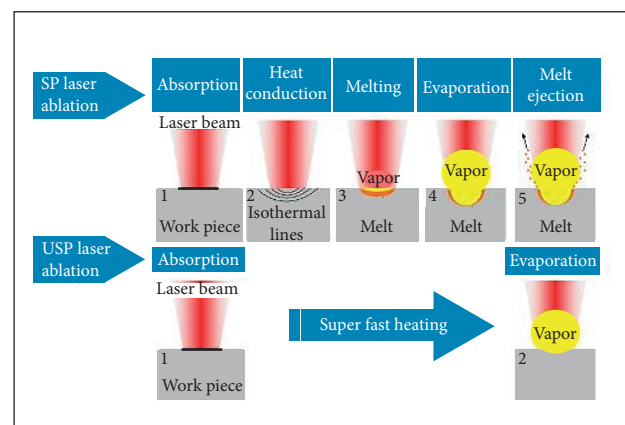 SP laser
ablation
Absorption
Heat
conduction
Melting
Evaporation
Melt
ejection
Laser beam
Vapor
Vapor
Vapor
1
2
3
4
5
Work piece
Isothermal
lines
Melt
Melt
Melt
USP laser
ablation
Absorption
Evaporation
Laser beam
Super fast heating
Vapor
1
2
Work piece